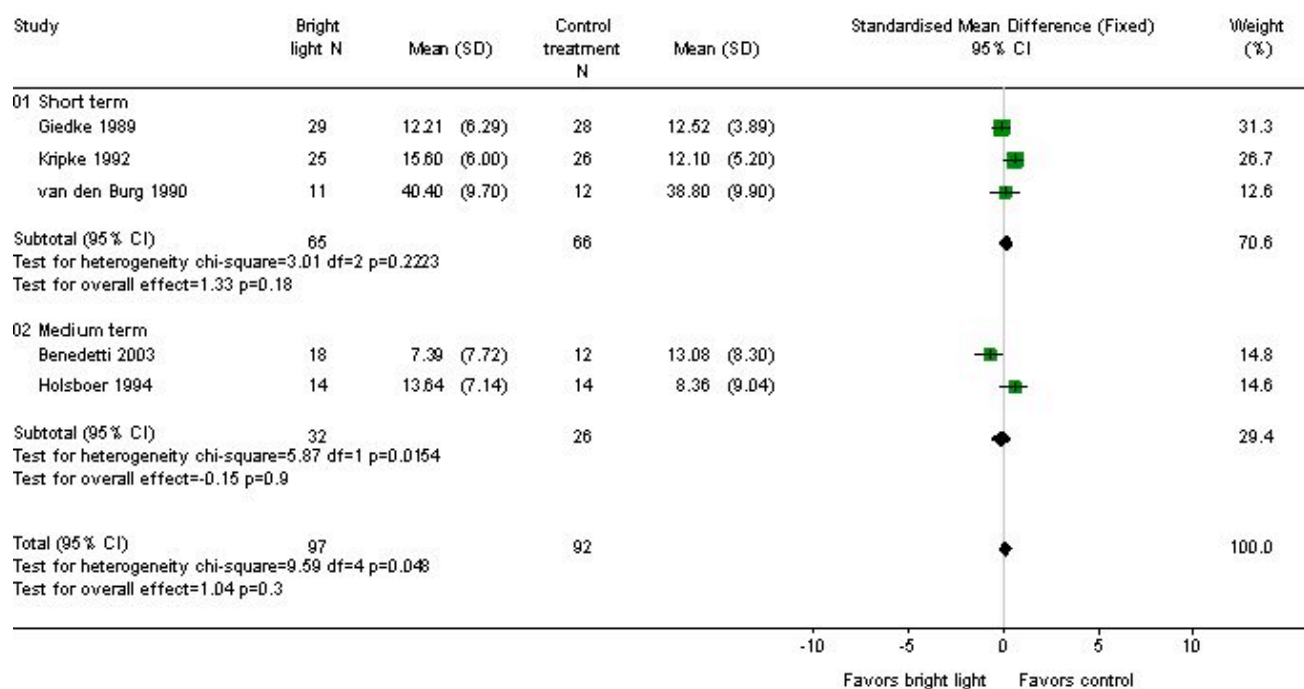 Study Bright light N Mean (SD) Control treatment N Mean (SD) Standardised Mean Difference (Fixed) 95% CI Weight (%)
01 Short term
Giedke 1989 29 12.21 (6.29) 28 12.52 (3.89) 31.3
Kripke 1992 25 15.60 (6.00) 26 12.10 (5.20) 26.7
van den Burg 1990 11 40.40 (9.70) 12 38.80 (9.90) 12.6
Subtotal (95% CI) 65 66 70.6
Test for heterogeneity chi-square=3.01 df=2 p=0.2223
Test for overall effect=1.33 p=0.18
02 Medium term
Benedetti 2003 18 7.39 (7.72) 12 13.08 (8.30) 14.8
Holsboer 1994 14 13.64 (7.14) 14 8.36 (9.04) 14.6
Subtotal (95% CI) 32 26 29.4
Test for heterogeneity chi-square=5.87 df=1 p=0.0154
Test for overall effect=-0.15 p=0.9
Total (95% CI) 97 92 100.0
Test for heterogeneity chi-square=9.59 df=4 p=0.048
Test for overall effect=1.04 p=0.3
-10 -5 0 5 10
Favors bright light Favors control